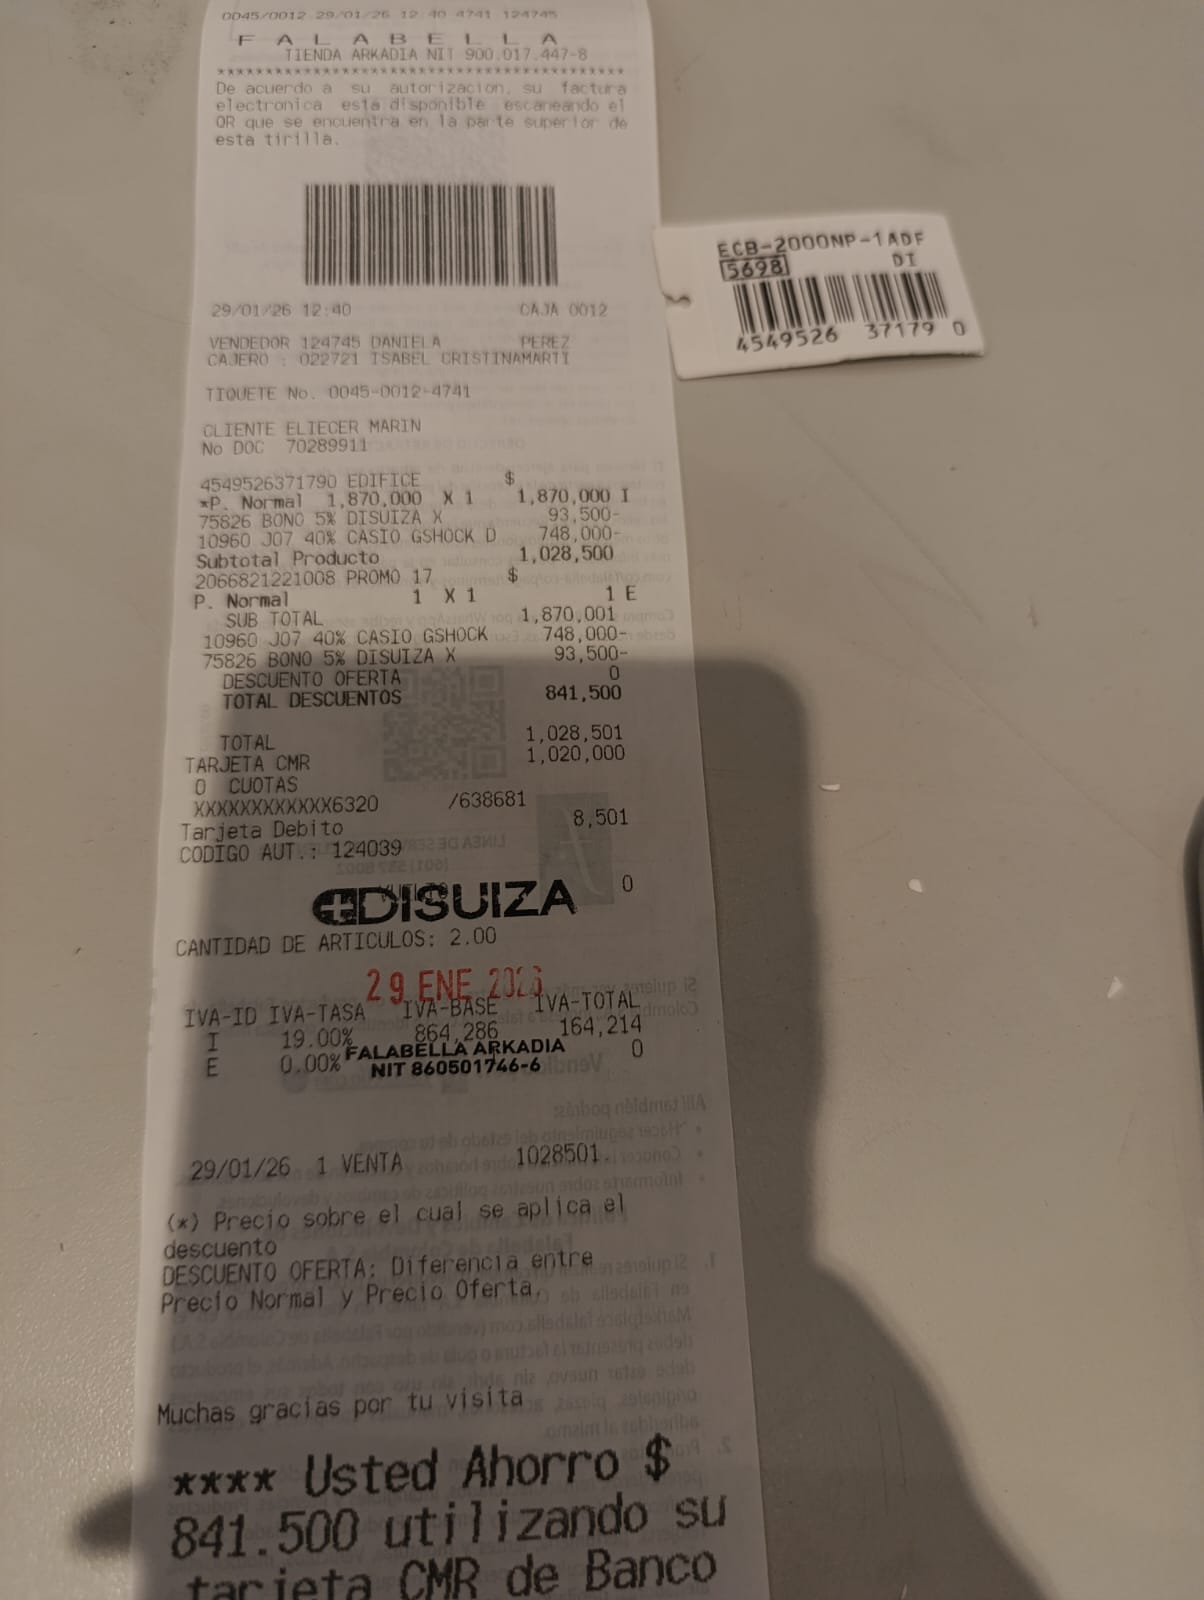 0045/0012 29/01/26 12:40 4741 124745
FALABELLA
TIENDA ARKADIA NIT 900.017.447-8
******************************************
De acuerdo a su autorizacion, su factura
electronica esta disponible escaneando el
QR que se encuentra en la parte superior de
esta tirilla.
29/01/26 12:40 CAJA 0012
VENDEDOR 124745 DANIELA PEREZ
CAJERO : 022721 ISABEL CRISTINAMARTI
TIQUETE No. 0045-0012-4741
CLIENTE ELIECER MARIN
No DOC 70289911
4549526371790 EDIFICE $
*P. Normal 1,870,000 X 1 1,870,000 I
75826 BONO 5% DISUIZA X 93,500-
10960 J07 40% CASIO GSHOCK D 748,000-
Subtotal Producto 1,028,500
2066821221008 PROMO 17 $
P. Normal 1 X 1 1 E
SUB TOTAL 1,870,001
10960 J07 40% CASIO GSHOCK 748,000-
75826 BONO 5% DISUIZA X 93,500-
DESCUENTO OFERTA 0
TOTAL DESCUENTOS 841,500
TOTAL 1,028,501
TARJETA CMR 1,020,000
0 CUOTAS
XXXXXXXXXXXX6320 /638681
Tarjeta Debito 8,501
CODIGO AUT.: 124039
DISUIZA 0
CANTIDAD DE ARTICULOS: 2.00
29 ENE 2026
IVA-ID IVA-TASA IVA-BASE IVA-TOTAL
I 19.00% 864,286 164,214
E 0.00% 0
FALABELLA ARKADIA
NIT 860501746-6
29/01/26 1 VENTA 1028501.
(*) Precio sobre el cual se aplica el
descuento
DESCUENTO OFERTA: Diferencia entre
Precio Normal y Precio Oferta.
Muchas gracias por tu visita
**** Usted Ahorro $
841.500 utilizando su
tarjeta CMR de Banco
ECB-2000NP-1ADF
5698 DI
4549526 37179 0